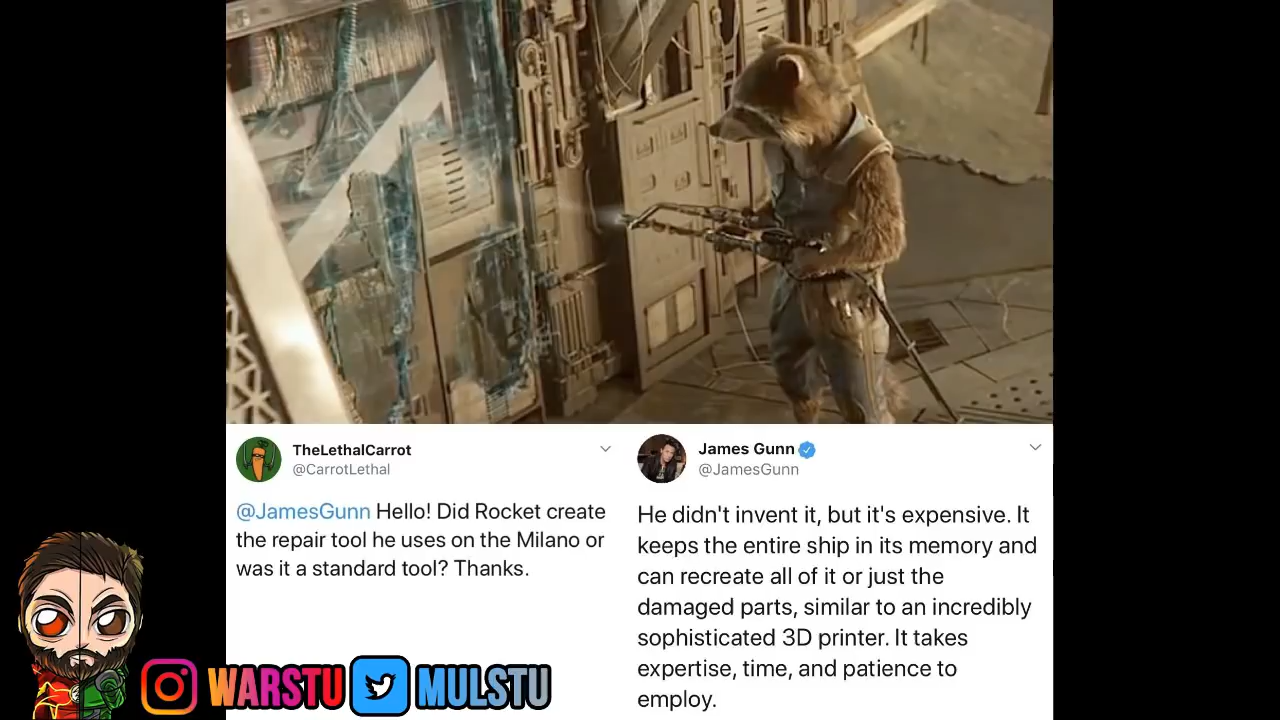 TheLethalCarrot
@CarrotLethal
@JamesGunn Hello! Did Rocket create
the repair tool he uses on the Milano or
was it a standard tool? Thanks.
James Gunn
@JamesGunn
He didn't invent it, but it's expensive. It
keeps the entire ship in its memory and
can recreate all of it or just the
damaged parts, similar to an incredibly
sophisticated 3D printer. It takes
expertise, time, and patience to
employ.
WARSTU MULSTU